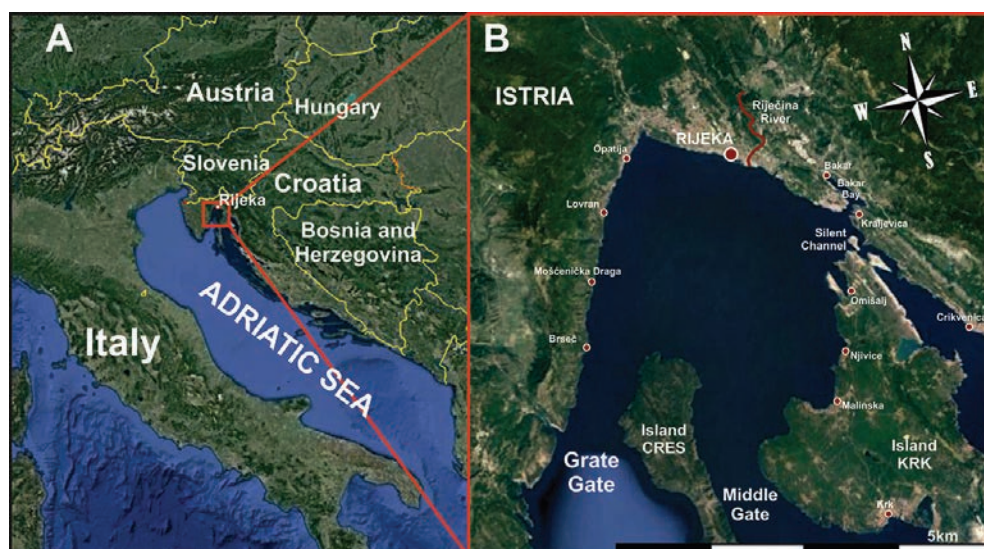 A
Austria
Hungary
Slovenia
Croatia
Rijeka
Bosnia and
Herzegovina
Italy
ADRIATIC SEA
B
ISTRIA
N
W
E
S
Riječina
River
RIJEKA
Opatija
Bakar
Bakar
Bay
Lovran
Kraljevica
Silent
Channel
Mošćenička Draga
Omišalj
Crikvenica
Brseč
Njivice
Malinska
Island
CRES
Island
KRK
Grate
Gate
Middle
Gate
Krk
5km